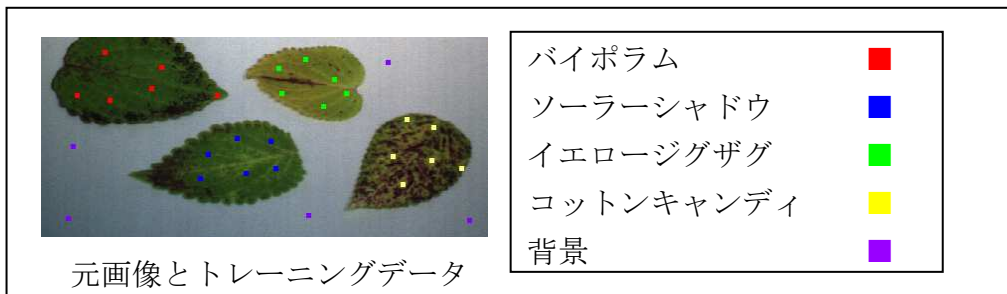 バイポラム
ソーラーシャドウ
イエロージグザグ
コットンキャンディ
背景
元画像とトレーニングデータ